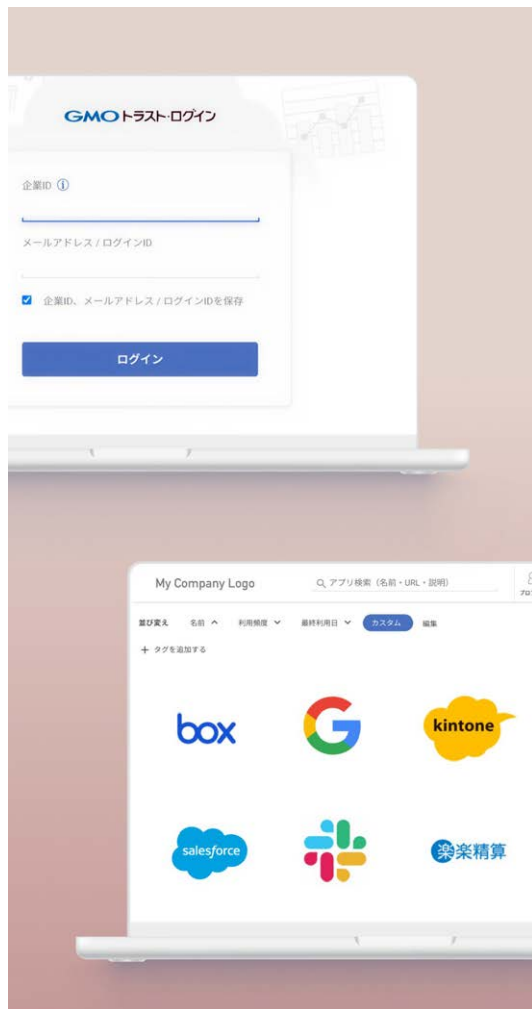 GMOトラスト・ログイン
企業ID
メールアドレス / ログインID
企業ID、メールアドレス / ログインIDを保存
ログイン
My Company Logo
アプリ検索（名前・URL・説明）
並び変え 名前 利用頻度 最終利用日 カスタム 編集
タグを追加する
box
kintone
salesforce
楽楽精算